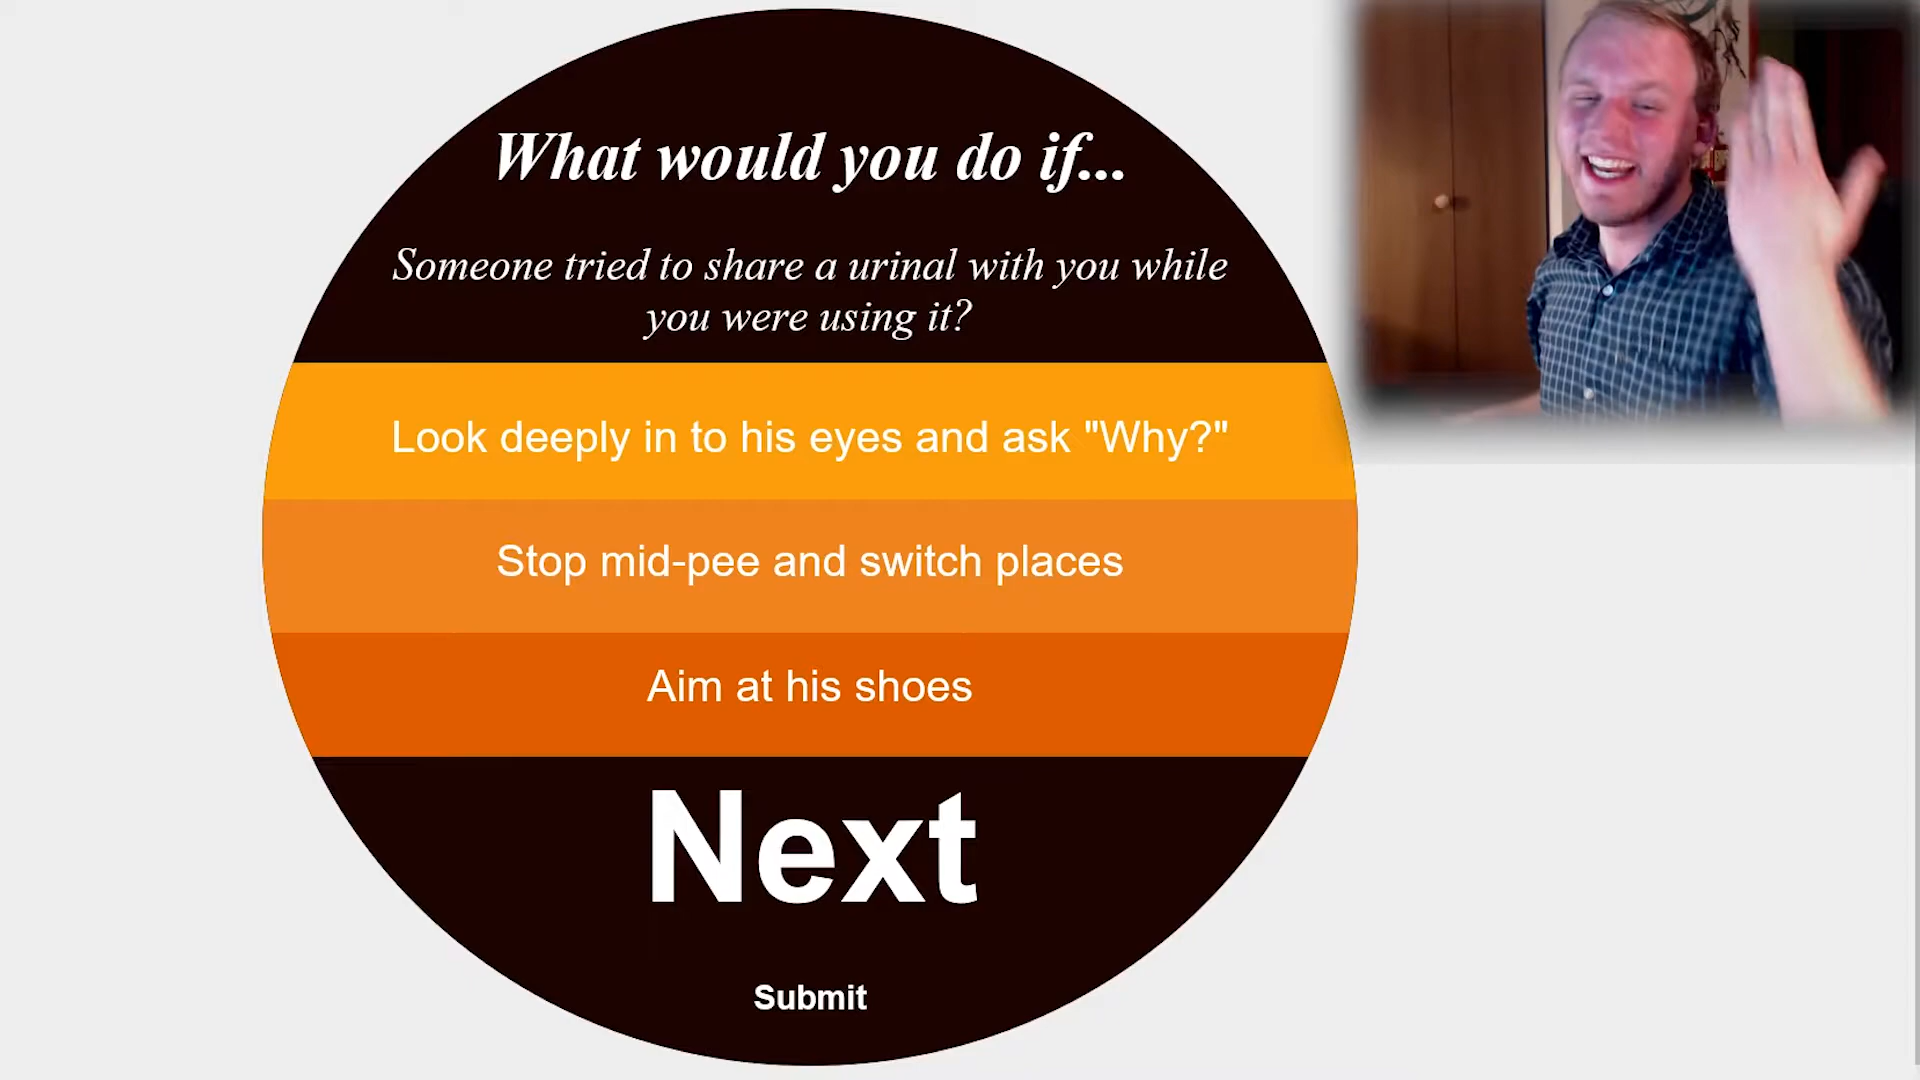 What would you do if...
Someone tried to share a urinal with you while
you were using it?
Look deeply in to his eyes and ask "Why?"
Stop mid-pee and switch places
Aim at his shoes
Next
Submit